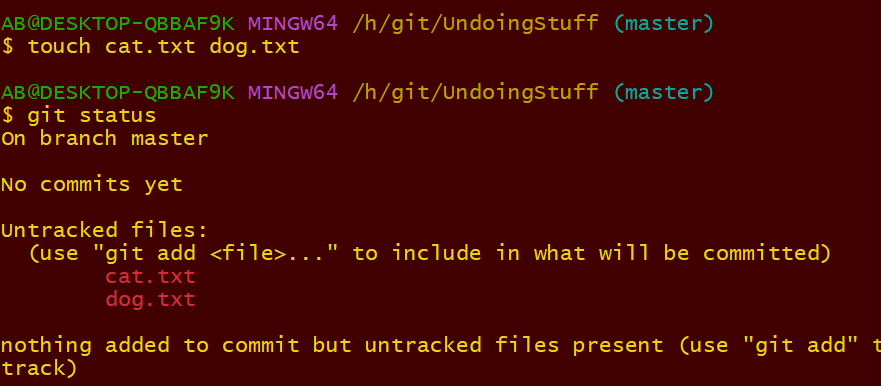 AB@DESKTOP-QBBAF9K MINGW64 /h/git/UndoingStuff (master)
$ touch cat.txt dog.txt
AB@DESKTOP-QBBAF9K MINGW64 /h/git/UndoingStuff (master)
$ git status
On branch master
No commits yet
Untracked files:
  (use "git add <file>..." to include in what will be committed)
        cat.txt
        dog.txt
nothing added to commit but untracked files present (use "git add" t
track)